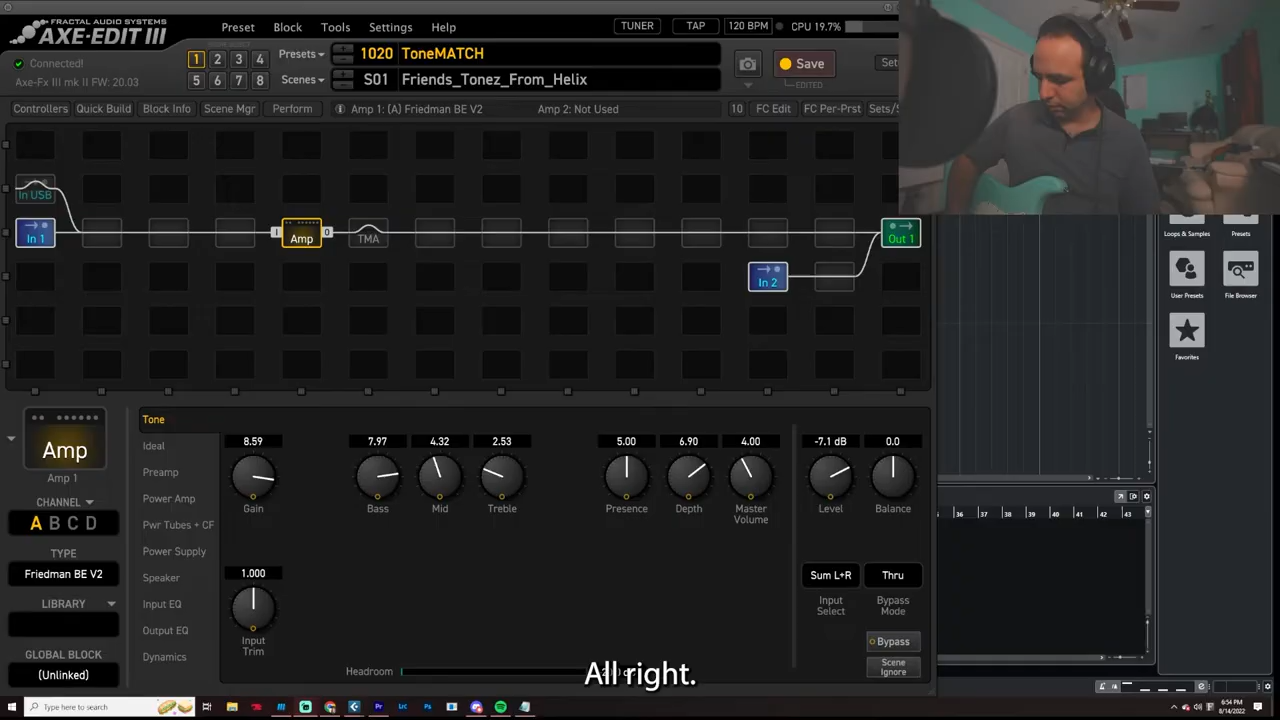 FRACTAL AUDIO SYSTEMS
AXE-EDIT III
Preset Block Tools Settings Help
TUNER TAP 120 BPM CPU 19.7%
Connected!
Axe-Fx III mk II FW: 20.03
1 2 3 4
5 6 7 8
Presets 1020 ToneMATCH
Scenes S01 Friends_Tonez_From_Helix
Save
EDITED
Controllers Quick Build Block Info Scene Mgr Perform Amp 1: (A) Friedman BE V2 Amp 2: Not Used 10 FC Edit FC Per-Prst Sets/S
In USB
In 1
I Amp O
TMA
Out 1
In 2
Loops & Samples
Presets
User Presets
File Browser
Favorites
Amp
Amp 1
CHANNEL
A B C D
TYPE
Friedman BE V2
LIBRARY
GLOBAL BLOCK
(Unlinked)
Tone
Ideal
Preamp
Power Amp
Pwr Tubes + CF
Power Supply
Speaker
Input EQ
Output EQ
Dynamics
8.59 7.97 4.32 2.53 5.00 6.90 4.00 -7.1 dB 0.0
Gain Bass Mid Treble Presence Depth Master Volume Level Balance
1.000
Input Trim
Sum L+R Thru
Input Select
Bypass Mode
Bypass
Scene Ignore
Headroom
All right.
36 37 38 39 40 41 42 43
Type here to search
6:54 PM
8/14/2022